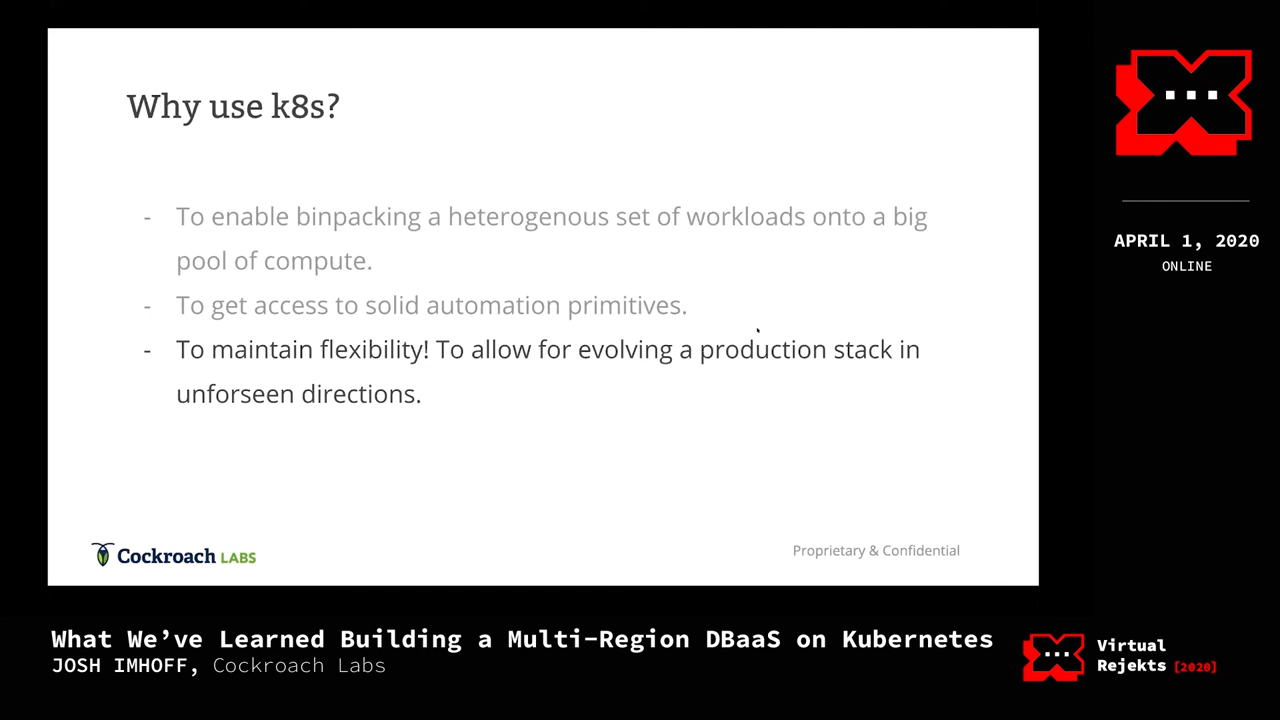 Why use k8s?
- To enable binpacking a heterogenous set of workloads onto a big
pool of compute.
- To get access to solid automation primitives.
- To maintain flexibility! To allow for evolving a production stack in
unforseen directions.
Cockroach LABS
Proprietary & Confidential
APRIL 1, 2020
ONLINE
What We’ve Learned Building a Multi-Region DBaaS on Kubernetes
JOSH IMHOFF, Cockroach Labs
Virtual
Rejekts [2020]